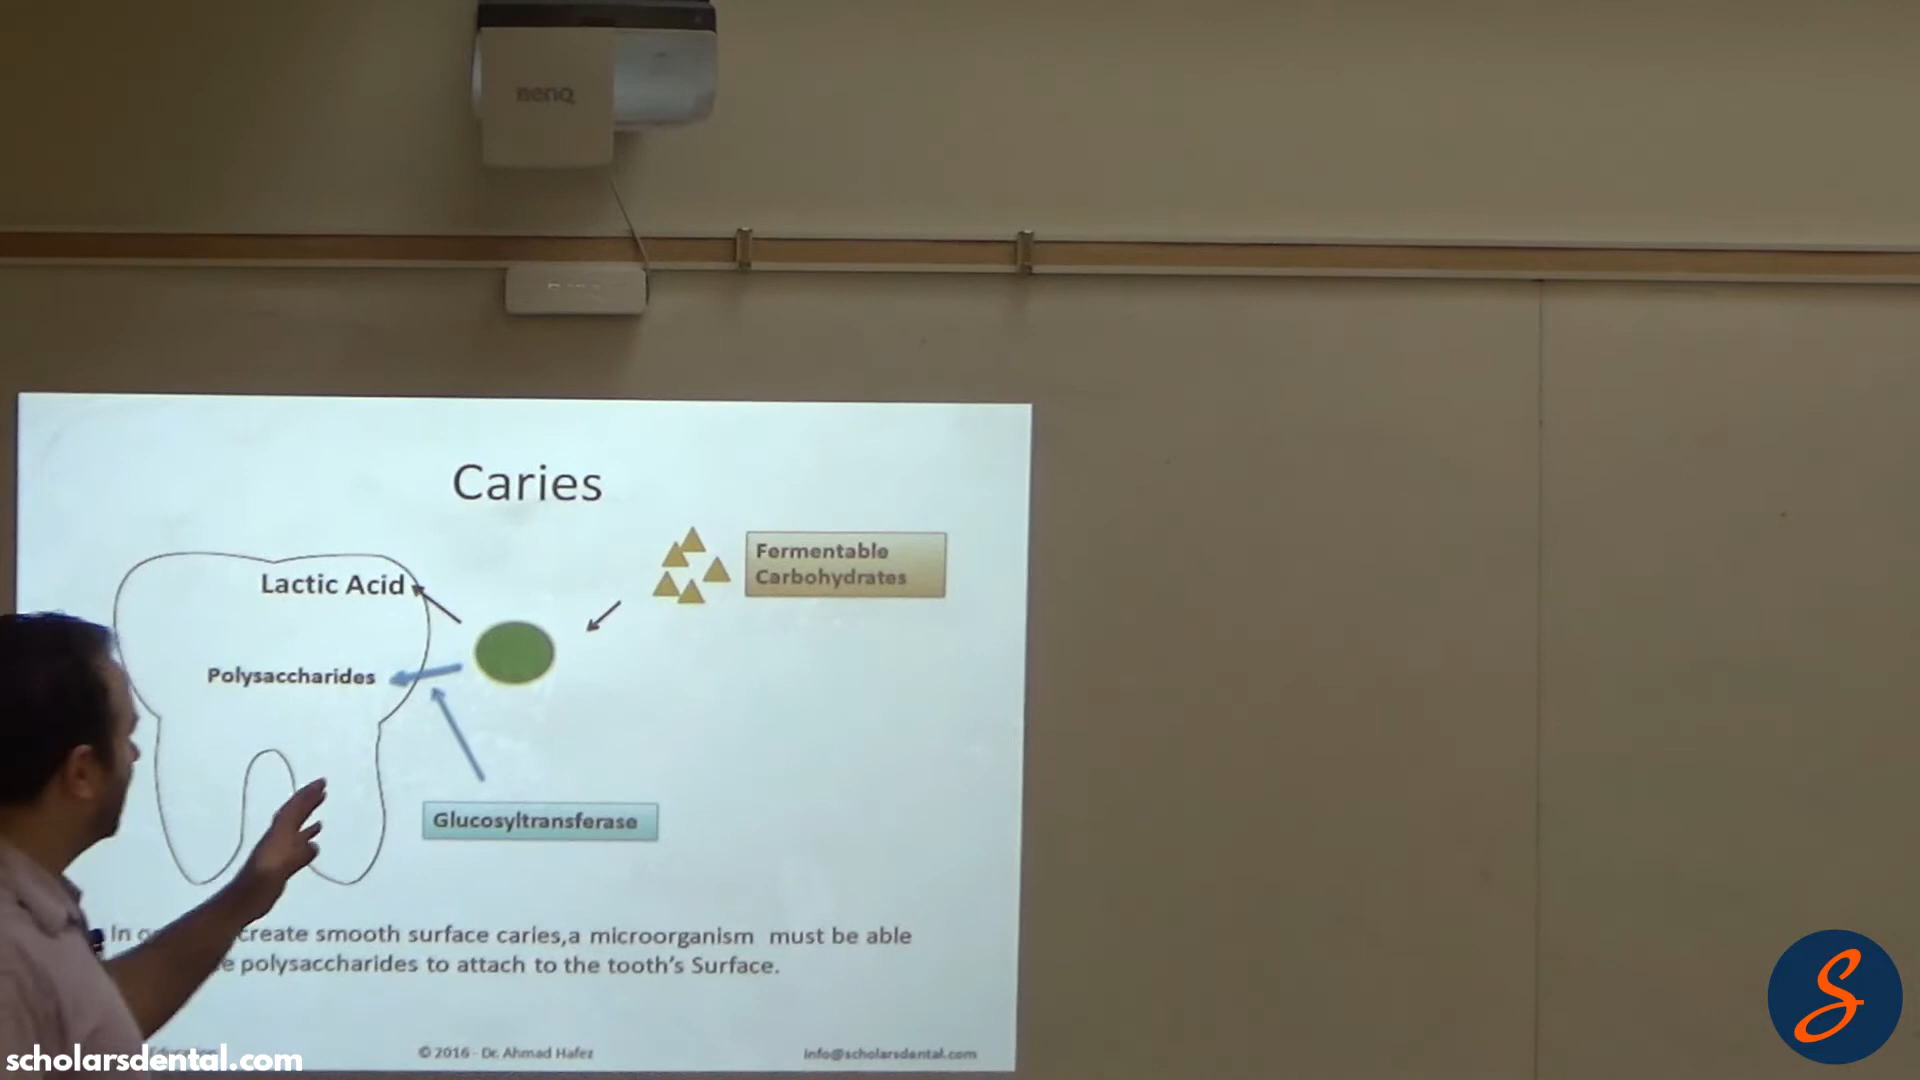 BenQ
Caries
Fermentable
Carbohydrates
Lactic Acid
Polysaccharides
Glucosyltransferase
In create smooth surface caries,a microorganism must be able
polysaccharides to attach to the tooth's Surface.
© 2016 - Dr. Ahmad Hafez
info@scholarsdental.com
scholarsdental.com
S